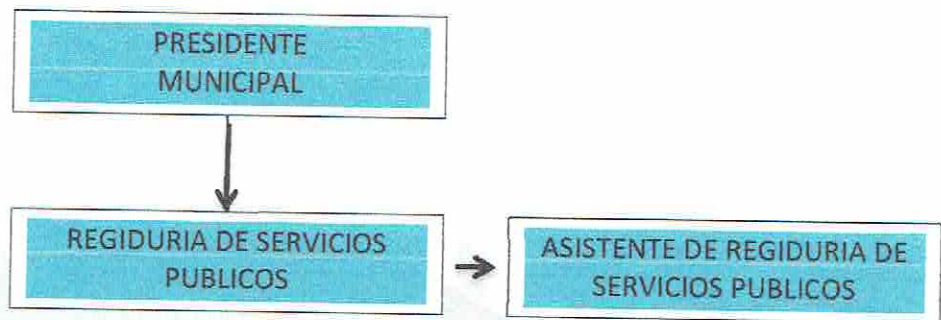 PRESIDENTE
MUNICIPAL
REGIDURIA DE SERVICIOS
PUBLICOS
ASISTENTE DE REGIDURIA DE
SERVICIOS PUBLICOS